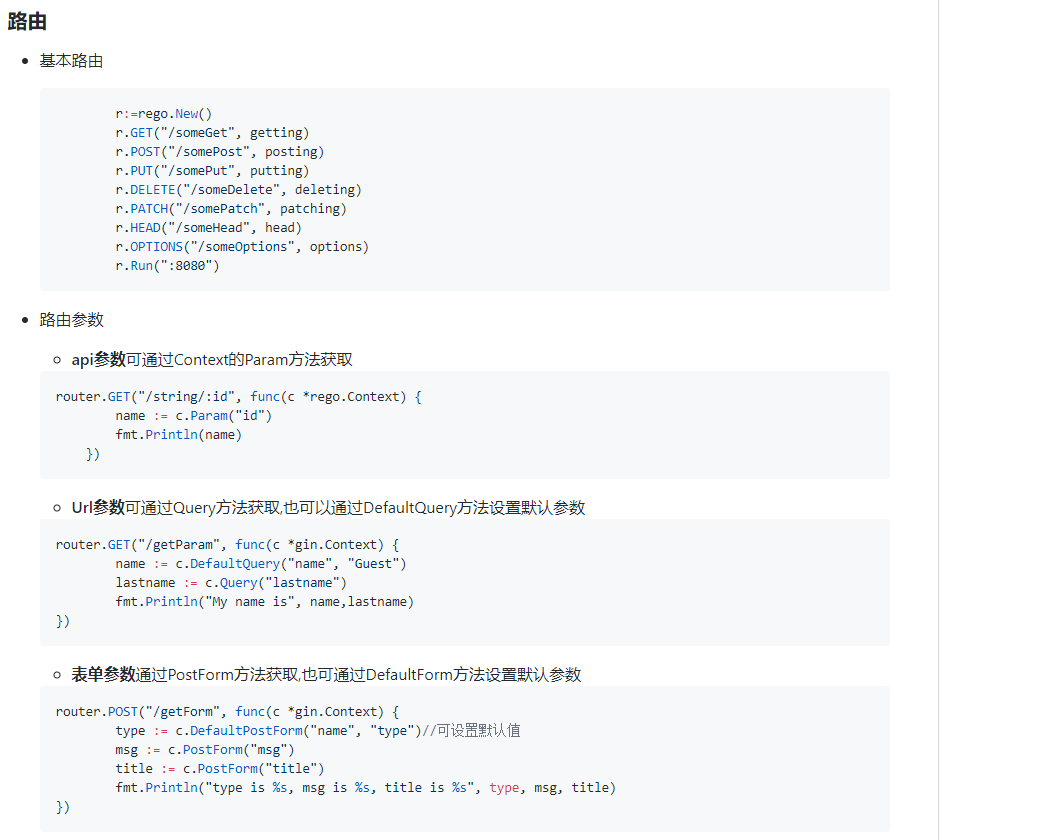 路由
基本路由
r:=rego.New()
r.GET("/someGet", getting)
r.POST("/somePost", posting)
r.PUT("/somePut", putting)
r.DELETE("/someDelete", deleting)
r.PATCH("/somePatch", patching)
r.HEAD("/someHead", head)
r.OPTIONS("/someOptions", options)
r.Run(":8080")
路由参数
api参数可通过Context的Param方法获取
router.GET("/string/:id", func(c *rego.Context) {
name := c.Param("id")
fmt.Println(name)
})
Url参数可通过Query方法获取,也可以通过DefaultQuery方法设置默认参数
router.GET("/getParam", func(c *gin.Context) {
name := c.DefaultQuery("name", "Guest")
lastname := c.Query("lastname")
fmt.Println("My name is", name,lastname)
})
表单参数通过PostForm方法获取,也可通过DefaultForm方法设置默认参数
router.POST("/getForm", func(c *gin.Context) {
type := c.DefaultPostForm("name", "type")//可设置默认值
msg := c.PostForm("msg")
title := c.PostForm("title")
fmt.Println("type is %s, msg is %s, title is %s", type, msg, title)
})